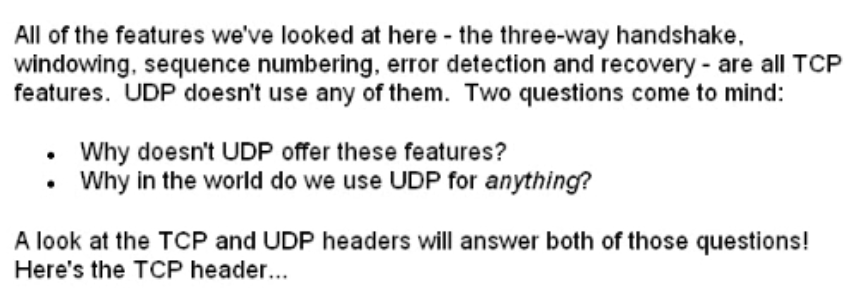 All of the features we've looked at here - the three-way handshake,
windowing, sequence numbering, error detection and recovery - are all TCP
features.  UDP doesn't use any of them.  Two questions come to mind:
• Why doesn't UDP offer these features?
• Why in the world do we use UDP for anything?
A look at the TCP and UDP headers will answer both of those questions!
Here's the TCP header...